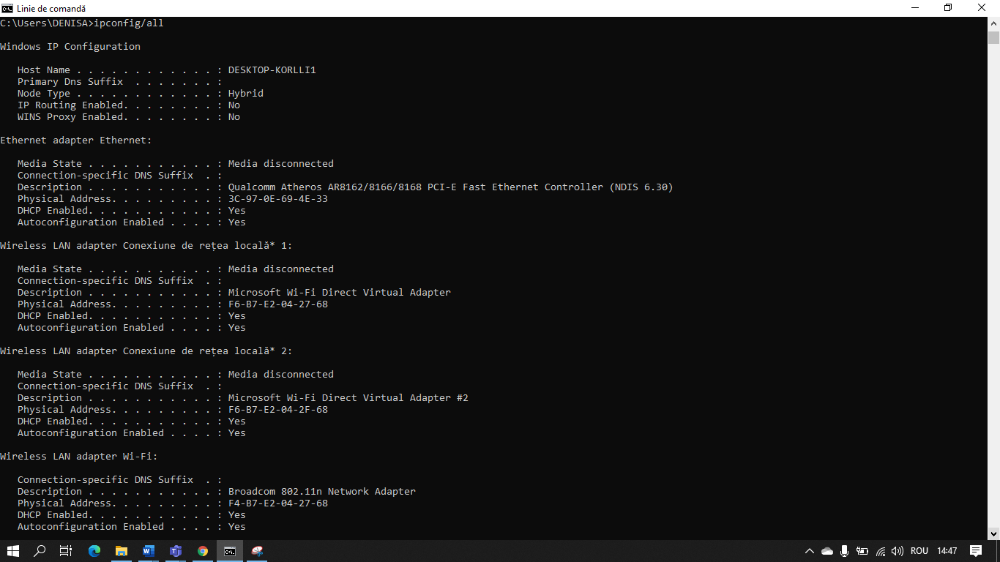 Linie de comandă
C:\Users\DENISA>ipconfig/all
Windows IP Configuration
Host Name . . . . . . . . . . . . : DESKTOP-KORLLI1
Primary Dns Suffix  . . . . . . . :
Node Type . . . . . . . . . . . . : Hybrid
IP Routing Enabled. . . . . . . . : No
WINS Proxy Enabled. . . . . . . . : No
Ethernet adapter Ethernet:
Media State . . . . . . . . . . . : Media disconnected
Connection-specific DNS Suffix  . :
Description . . . . . . . . . . . : Qualcomm Atheros AR8162/8166/8168 PCI-E Fast Ethernet Controller (NDIS 6.30)
Physical Address. . . . . . . . . : 3C-97-0E-69-4E-33
DHCP Enabled. . . . . . . . . . . : Yes
Autoconfiguration Enabled . . . . : Yes
Wireless LAN adapter Conexiune de rețea locală* 1:
Media State . . . . . . . . . . . : Media disconnected
Connection-specific DNS Suffix  . :
Description . . . . . . . . . . . : Microsoft Wi-Fi Direct Virtual Adapter
Physical Address. . . . . . . . . : F6-B7-E2-04-27-68
DHCP Enabled. . . . . . . . . . . : Yes
Autoconfiguration Enabled . . . . : Yes
Wireless LAN adapter Conexiune de rețea locală* 2:
Media State . . . . . . . . . . . : Media disconnected
Connection-specific DNS Suffix  . :
Description . . . . . . . . . . . : Microsoft Wi-Fi Direct Virtual Adapter #2
Physical Address. . . . . . . . . : F6-B7-E2-04-2F-68
DHCP Enabled. . . . . . . . . . . : Yes
Autoconfiguration Enabled . . . . : Yes
Wireless LAN adapter Wi-Fi:
Connection-specific DNS Suffix  . :
Description . . . . . . . . . . . : Broadcom 802.11n Network Adapter
Physical Address. . . . . . . . . : F4-B7-E2-04-27-68
DHCP Enabled. . . . . . . . . . . : Yes
Autoconfiguration Enabled . . . . : Yes
ROU 14:47